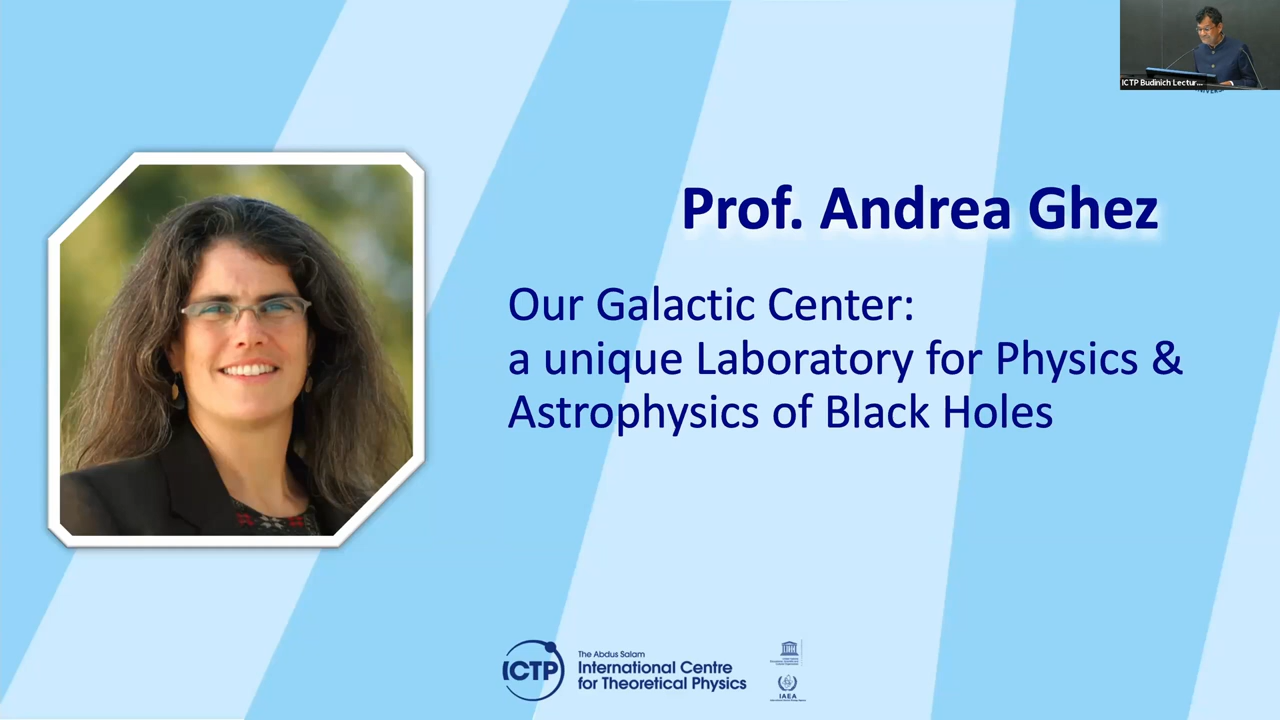 ICTP Budinich Lectur...
Prof. Andrea Ghez
Our Galactic Center:
a unique Laboratory for Physics &
Astrophysics of Black Holes
ICTP
The Abdus Salam
International Centre
for Theoretical Physics
IAEA